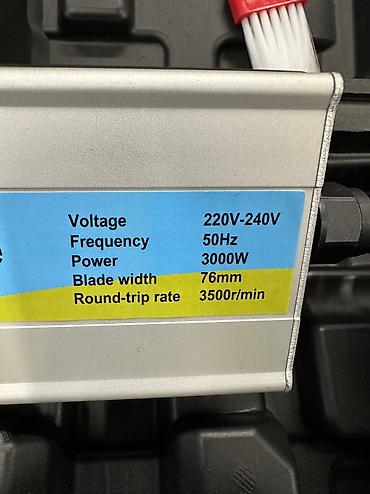 Voltage 220V-240V
Frequency 50Hz
Power 3000W
Blade width 76mm
Round-trip rate 3500r/min